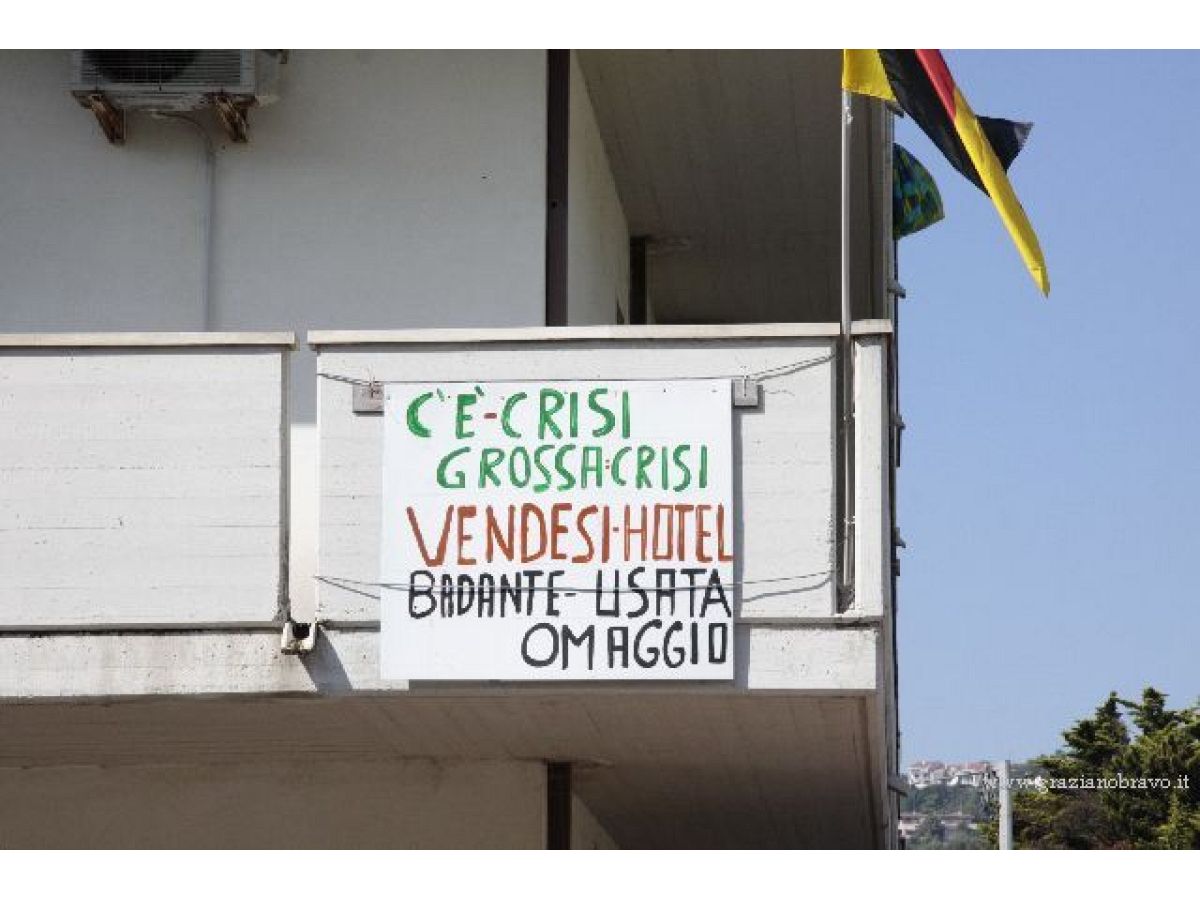 C'È-CRISI
GROSSA=CRISI
VENDESI-HOTEL
BADANTE-USATA
OMAGGIO
www.grazianobravo.it